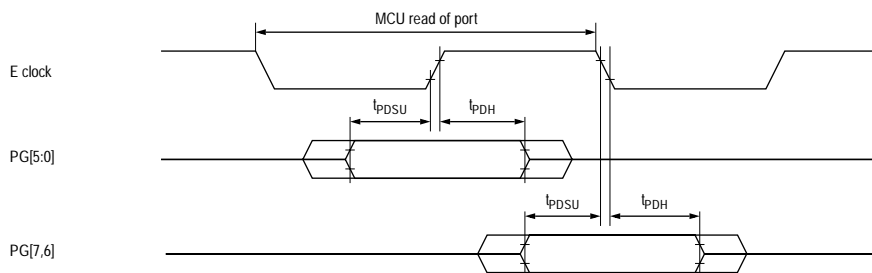 MCU read of port
E clock
tPDSU
tPDH
PG[5:0]
tPDSU
tPDH
PG[7,6]